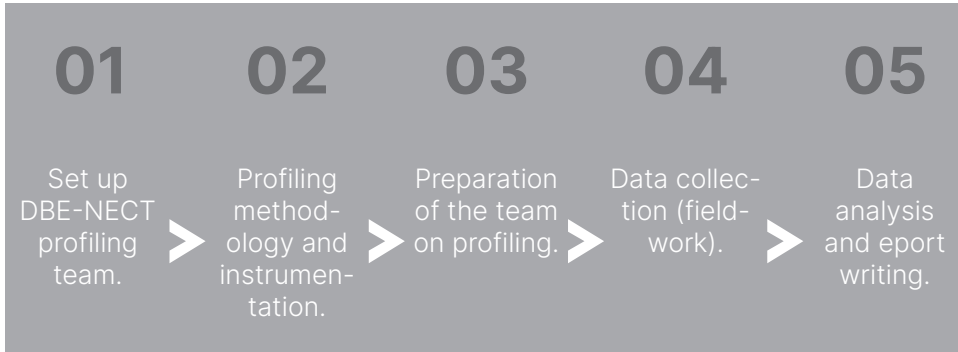 01
Set up
DBE-NECT
profiling
team.
02
Profiling
method-
ology and
instrumen-
tation.
03
Preparation
of the team
on profiling.
04
Data collec-
tion (field-
work).
05
Data
analysis
and eport
writing.